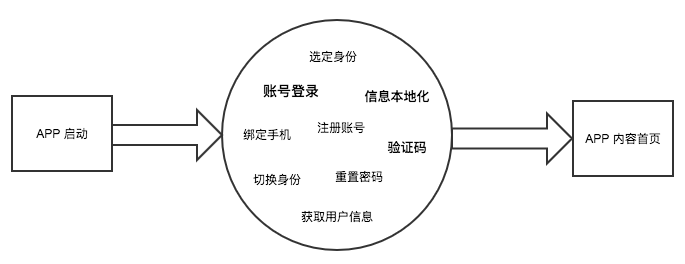 APP 启动
选定身份
账号登录
信息本地化
绑定手机
注册账号
验证码
切换身份
重置密码
获取用户信息
APP 内容首页